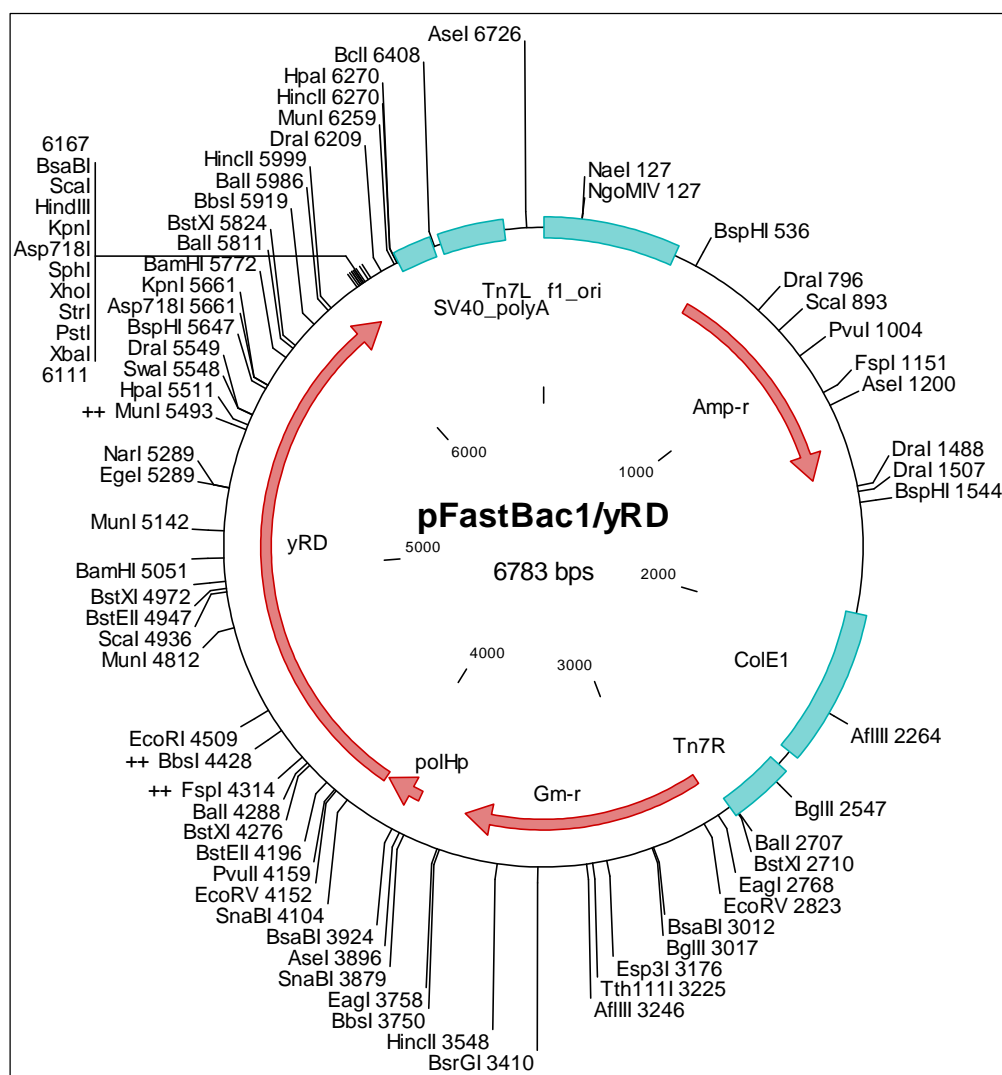 AseI 6726
BclI 6408
HpaI 6270
HincII 6270
MunI 6259
DraI 6209
HincII 5999
BalI 5986
BbsI 5919
BstXI 5824
BalI 5811
BamHI 5772
KpnI 5661
Asp718I 5661
BspHI 5647
DraI 5549
SwaI 5548
HpaI 5511
++ MunI 5493
NarI 5289
EgeI 5289
MunI 5142
BamHI 5051
BstXI 4972
BstEII 4947
ScaI 4936
MunI 4812
EcoRI 4509
++ BbsI 4428
++ FspI 4314
BalI 4288
BstXI 4276
BstEII 4196
PvuII 4159
EcoRV 4152
SnaBI 4104
BsaBI 3924
AseI 3896
SnaBI 3879
EagI 3758
BbsI 3750
HincII 3548
BsrGI 3410
6167
BsaBI
ScaI
HindIII
KpnI
Asp718I
SphI
XhoI
StrI
PstI
XbaI
6111
NaeI 127
NgoMIV 127
BspHI 536
DraI 796
ScaI 893
PvuI 1004
FspI 1151
AseI 1200
DraI 1488
DraI 1507
BspHI 1544
AflIII 2264
BglII 2547
BalI 2707
BstXI 2710
EagI 2768
EcoRV 2823
BsaBI 3012
BglII 3017
Esp3I 3176
Tth111I 3225
AflIII 3246
Tn7L
f1_ori
SV40_polyA
Amp-r
ColE1
Tn7R
Gm-r
polHp
yRD
pFastBac1/yRD
6783 bps
1000
2000
3000
4000
5000
6000